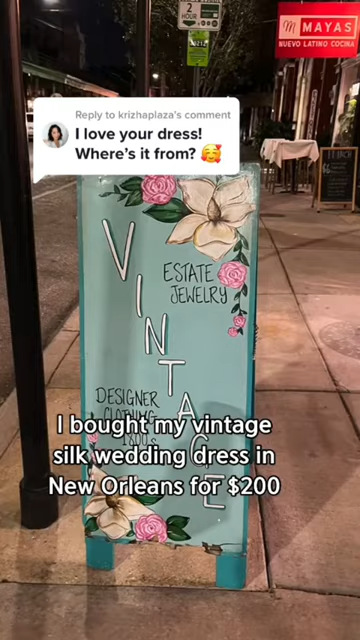 2
HOUR
MAYAS
NUEVO LATINO COCINA
Reply to krizhaplaza's comment
I love your dress!
Where's it from? 🥰
VINTAGE
ESTATE
JEWELRY
DESIGNER
CLOTHING
1800's
I bought my vintage
silk wedding dress in
New Orleans for $200